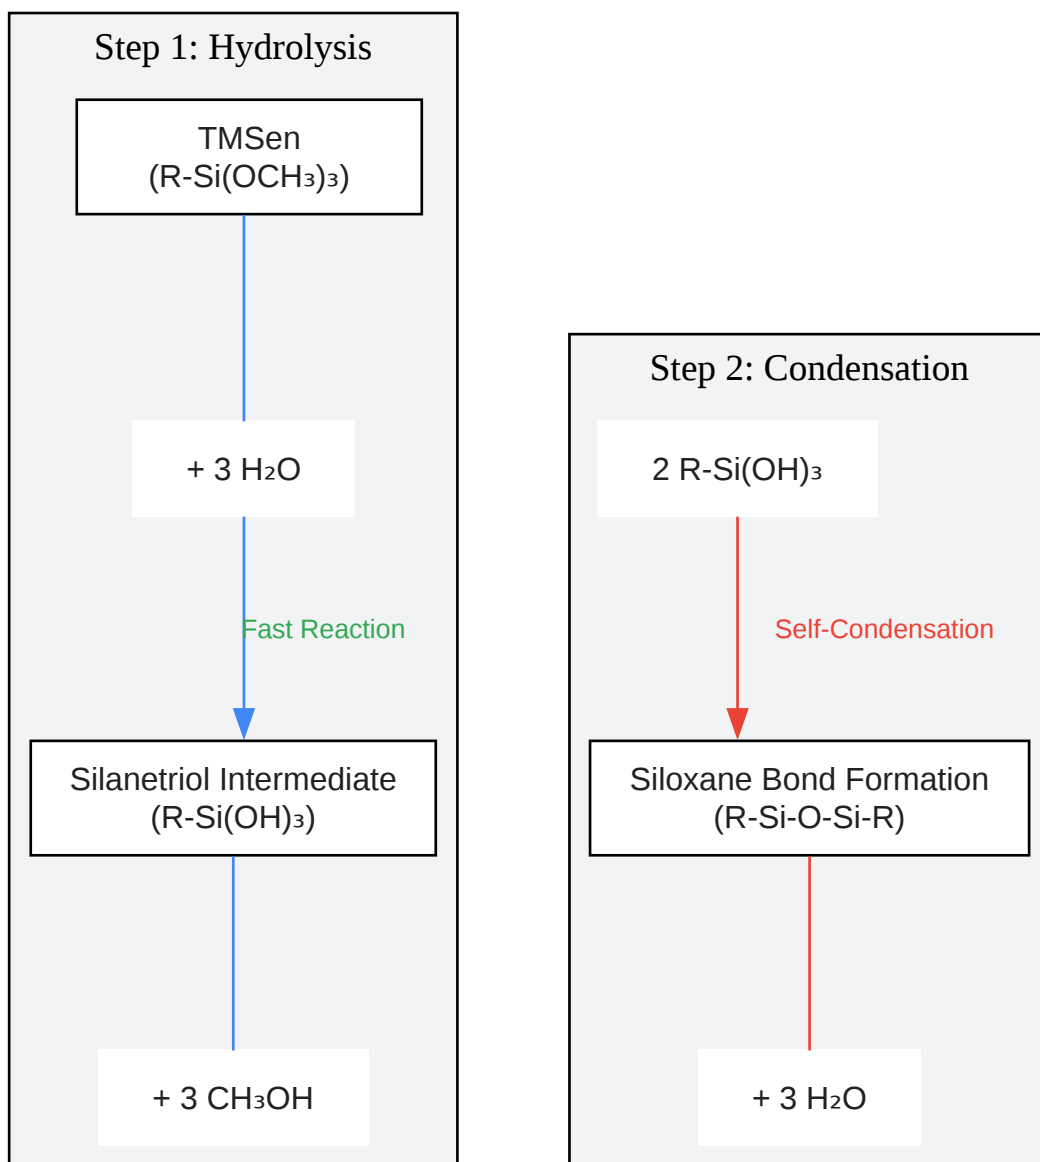 Step 1: Hydrolysis
TMSen
(R-Si(OCH₃)₃)
+ 3 H₂O
Fast Reaction
Silanetriol Intermediate
(R-Si(OH)₃)
+ 3 CH₃OH
Step 2: Condensation
2 R-Si(OH)₃
Self-Condensation
Siloxane Bond Formation
(R-Si-O-Si-R)
+ 3 H₂O